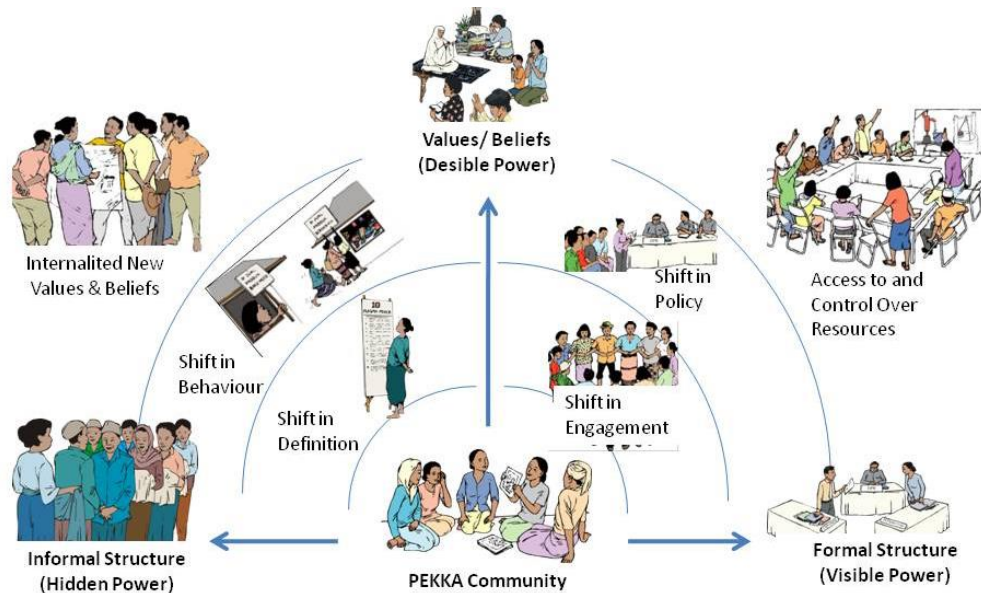 Values/ Beliefs
(Desible Power)
Internalited New
Values & Beliefs
Shift in
Policy
Access to and
Control Over
Resources
Shift in
Behaviour
Shift in
Definition
Shift in
Engagement
Informal Structure
(Hidden Power)
PEKKA Community
Formal Structure
(Visible Power)